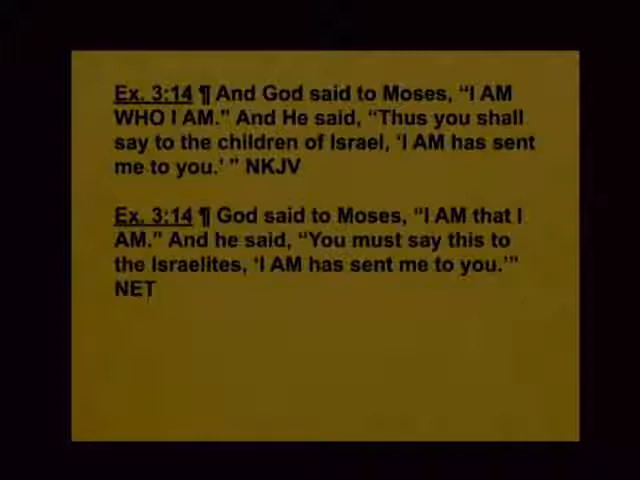 Ex. 3:14 ¶ And God said to Moses, “I AM
WHO I AM.” And He said, “Thus you shall
say to the children of Israel, ‘I AM has sent
me to you.’ ” NKJV
Ex. 3:14 ¶ God said to Moses, “I AM that I
AM.” And he said, “You must say this to
the Israelites, ‘I AM has sent me to you.’”
NET